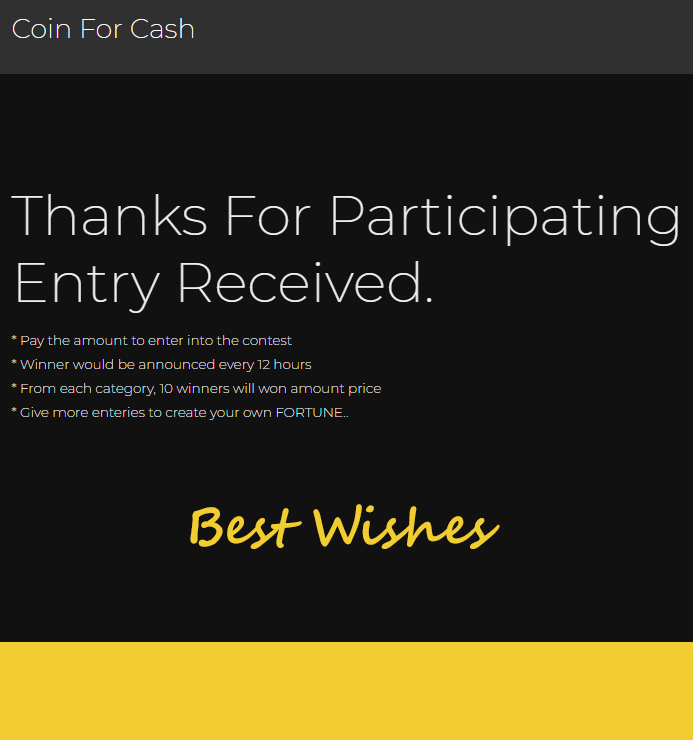 Coin For Cash
Thanks For Participating
Entry Received.
* Pay the amount to enter into the contest
* Winner would be announced every 12 hours
* From each category, 10 winners will won amount price
* Give more enteries to create your own FORTUNE..
Best Wishes